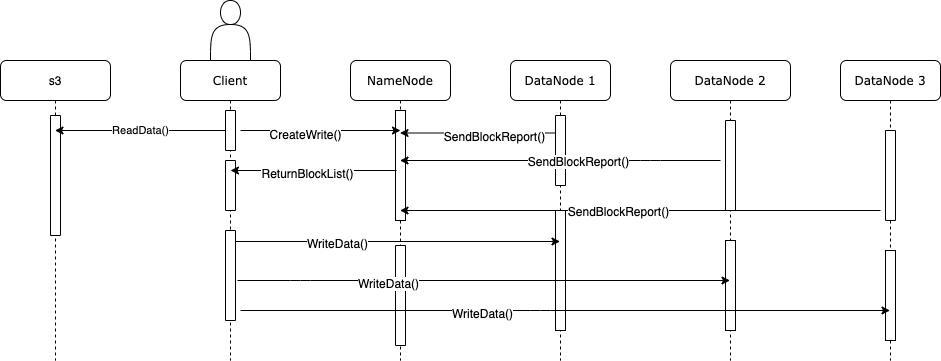 s3
Client
NameNode
DataNode 1
DataNode 2
DataNode 3
ReadData()
CreateWrite()
SendBlockReport()
SendBlockReport()
ReturnBlockList()
SendBlockReport()
WriteData()
WriteData()
WriteData()